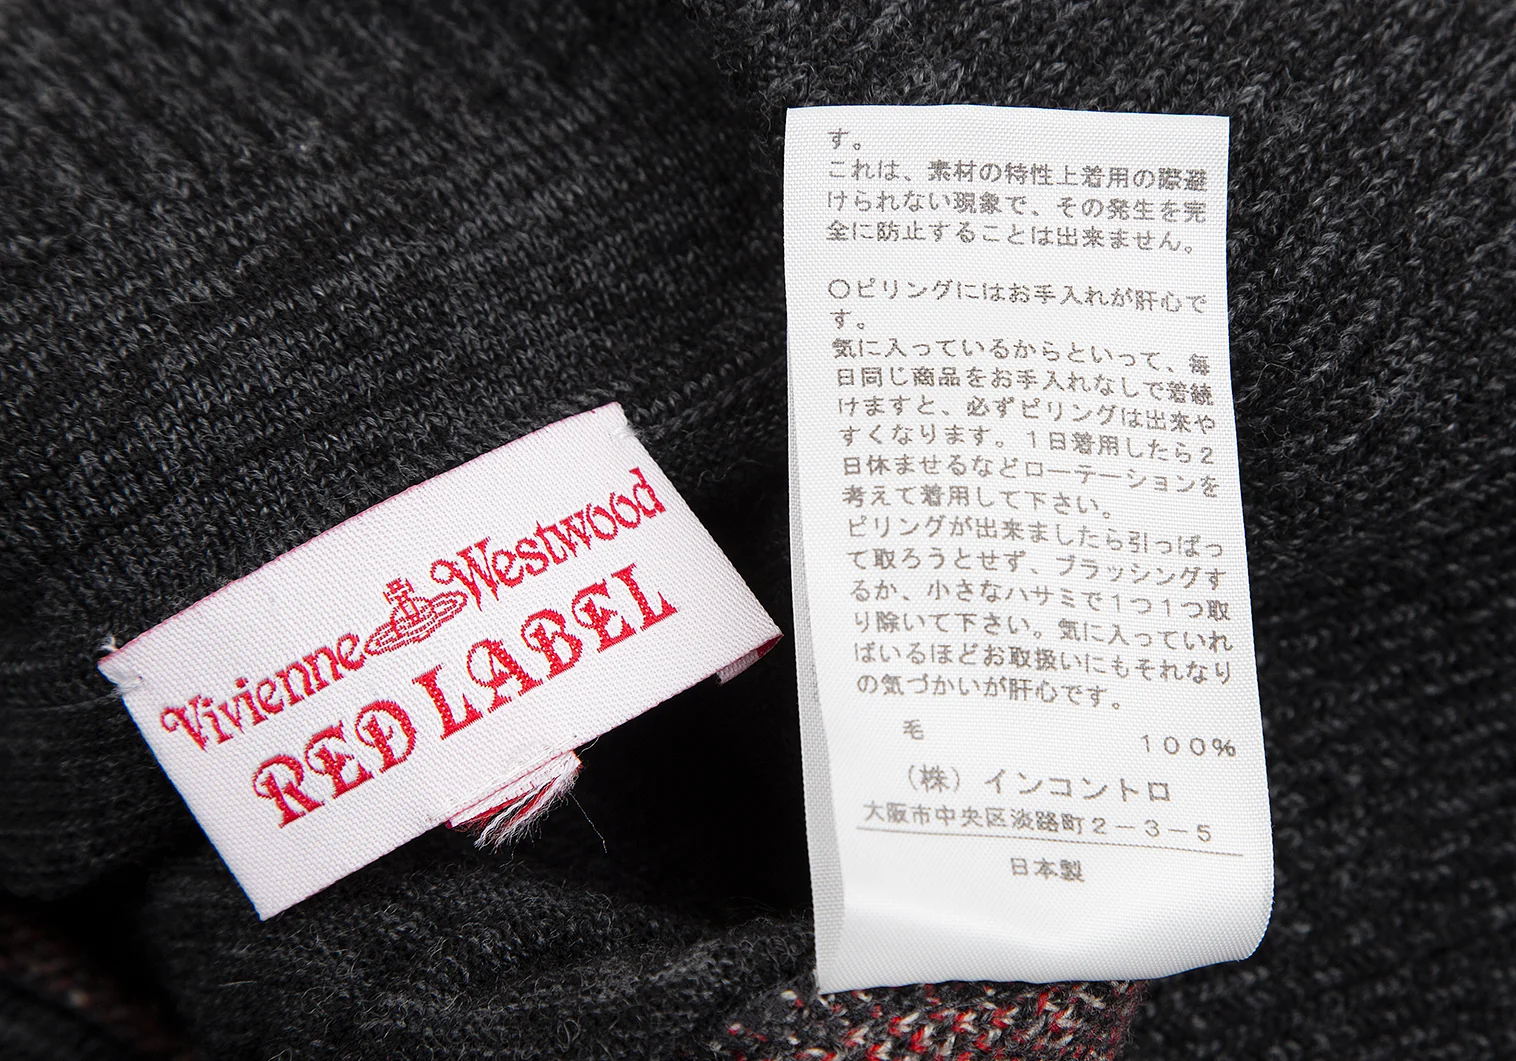 Vivienne Westwood
RED LABEL
す。
これは、素材の特性上着用の際避
けられない現象で、その発生を完
全に防止することは出来ません。
〇ピリングにはお手入れが肝心で
す。
気に入っているからといって、毎
日同じ商品をお手入れなしで着続
けますと、必ずピリングは出来や
すくなります。1日着用したら2
日休ませるなどローテーションを
考えて着用して下さい。
ピリングが出来ましたら引っぱっ
て取ろうとせず、ブラッシングす
るか、小さなハサミで1つ1つ取
り除いて下さい。気に入っていれ
ばいるほどお取扱いにもそれなり
の気づかいが肝心です。
毛 100%
(株)インコントロ
大阪市中央区淡路町2-3-5
日本製